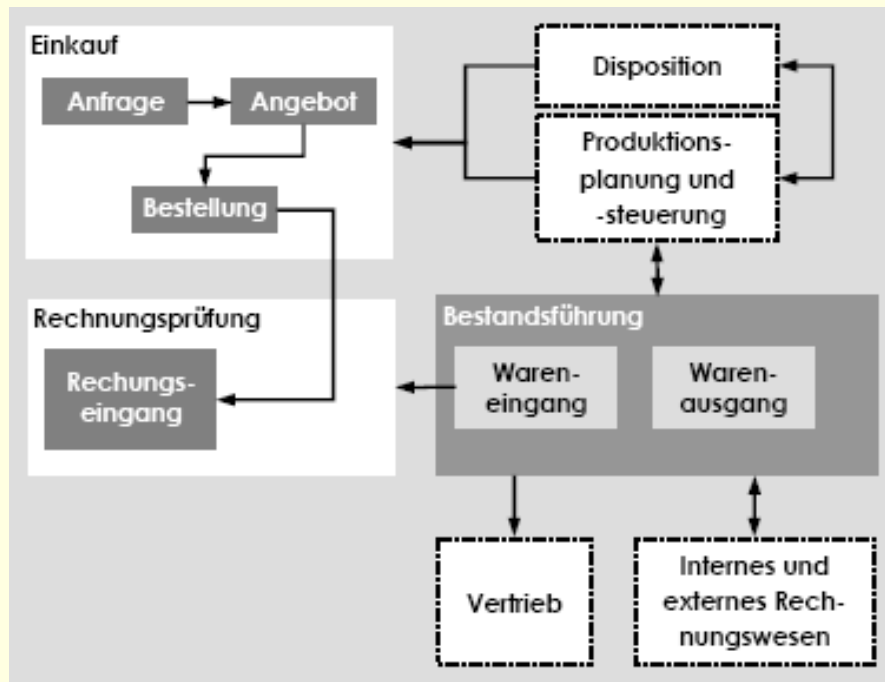 Einkauf
Anfrage
Angebot
Bestellung
Disposition
Produktions-
planung und
-steuerung
Rechnungsprüfung
Rechungs-
eingang
Bestandsführung
Waren-
eingang
Waren-
ausgang
Vertrieb
Internes und
externes Rech-
nungswesen